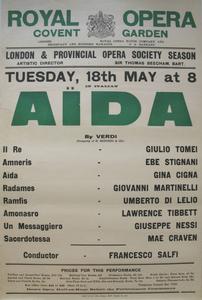 ROYAL OPERA
COVENT GARDEN
LONDON & PROVINCIAL OPERA SOCIETY SEASON
ARTISTIC DIRECTOR SIR THOMAS BEECHAM, BART.
TUESDAY, 18th MAY at 8
IN ITALIAN
AÏDA
By VERDI
Il Re - GIULIO TOMEI
Amneris - EBE STIGNANI
Aida - GINA CIGNA
Radames - GIOVANNI MARTINELLI
Ramfis - UMBERTO DI LELIO
Amonasro - LAWRENCE TIBBETT
Un Messaggiero - GIUSEPPE NESSI
Sacerdotessa - MAE CRAVEN
Conductor - FRANCESCO SALFI
PRICES FOR THIS PERFORMANCE